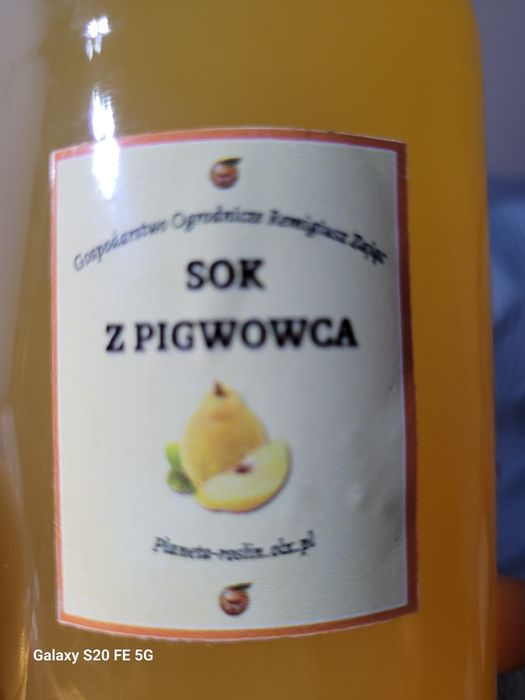 Gospodarstwo Ogrodnicze Remigiusz Zając
SOK
Z PIGWOWCA
Planeta-roslin.olx.pl
Galaxy S20 FE 5G